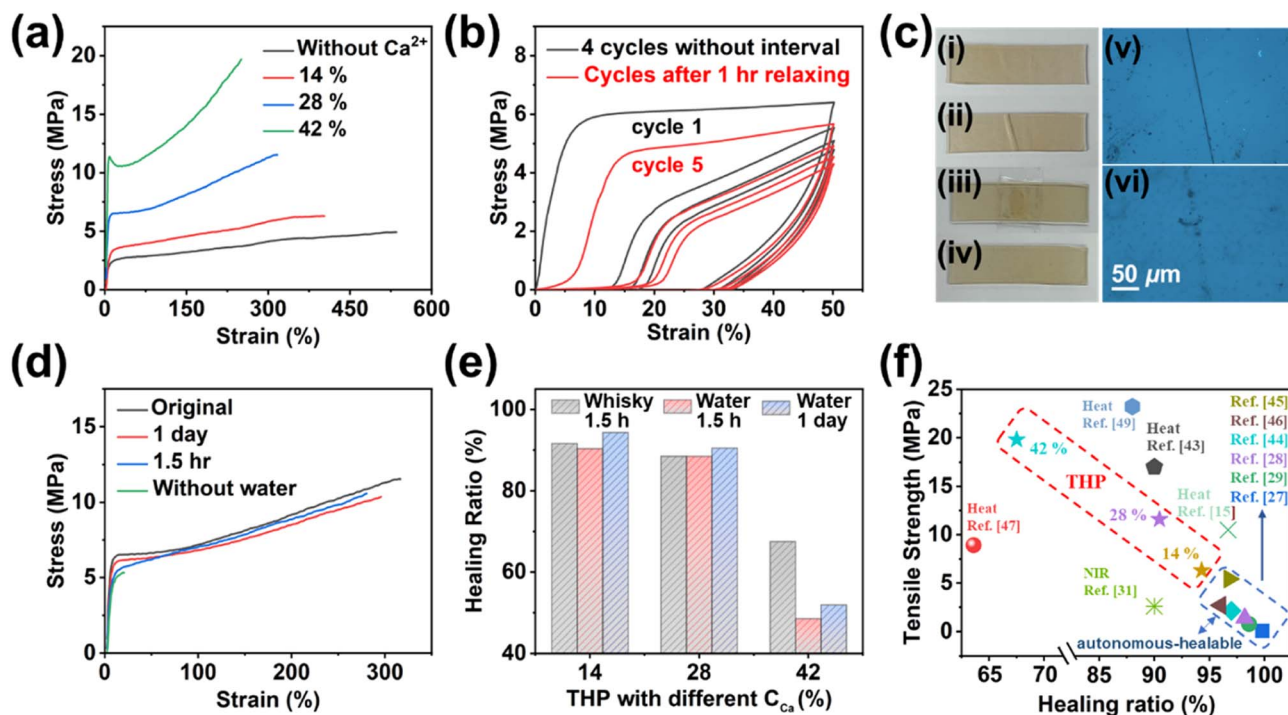 (a)
20
15
10
5
0
Stress (MPa)
0 150 300 450 600
Strain (%)
Without Ca²⁺
14 %
28 %
42 %
(b)
8
6
4
2
0
Stress (MPa)
0 10 20 30 40 50
Strain (%)
4 cycles without interval
Cycles after 1 hr relaxing
cycle 1
cycle 5
(c)
(i)
(ii)
(iii)
(iv)
(v)
(vi)
50 µm
(d)
15
10
5
0
Stress (MPa)
0 100 200 300
Strain (%)
Original
1 day
1.5 hr
Without water
(e)
100
80
60
40
Healing Ratio (%)
Whisky Water Water
1.5 h 1.5 h 1 day
14 28 42
THP with different C_Ca (%)
(f)
25
20
15
10
5
0
Tensile Strength (MPa)
65 70 85 90 95 100
Healing ratio (%)
Heat
Ref. [49]
Heat
Ref. [43]
Heat
Ref. [15]
Heat
Ref. [47]
NIR
Ref. [31]
42 %
THP
28 %
14 %
Ref. [45]
Ref. [46]
Ref. [44]
Ref. [28]
Ref. [29]
Ref. [27]
autonomous-healable